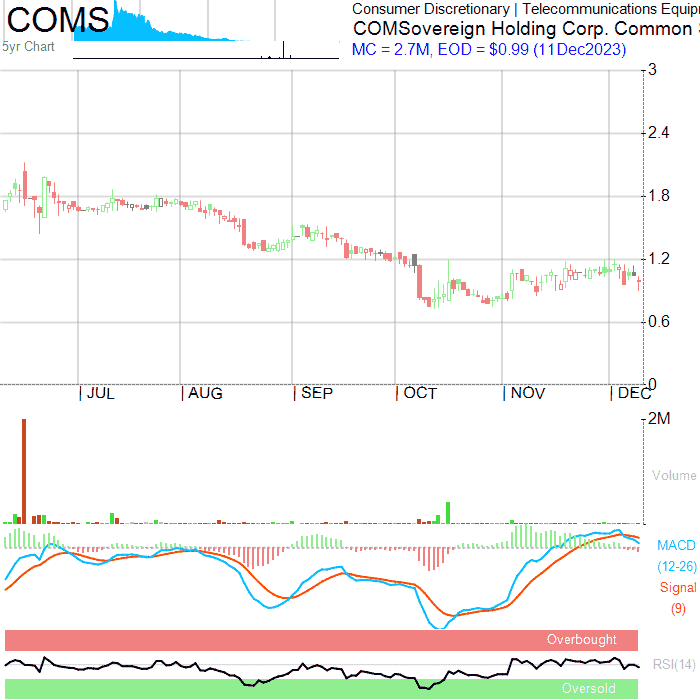 COMS
Consumer Discretionary | Telecommunications Equip
COMSovereign Holding Corp. Common
5yr Chart
MC = 2.7M, EOD = $0.99 (11Dec2023)
3
2.4
1.8
1.2
0.6
0
JUL AUG SEP OCT NOV DEC
2M
Volume
MACD
(12-26)
Signal
(9)
Overbought
RSI(14)
Oversold